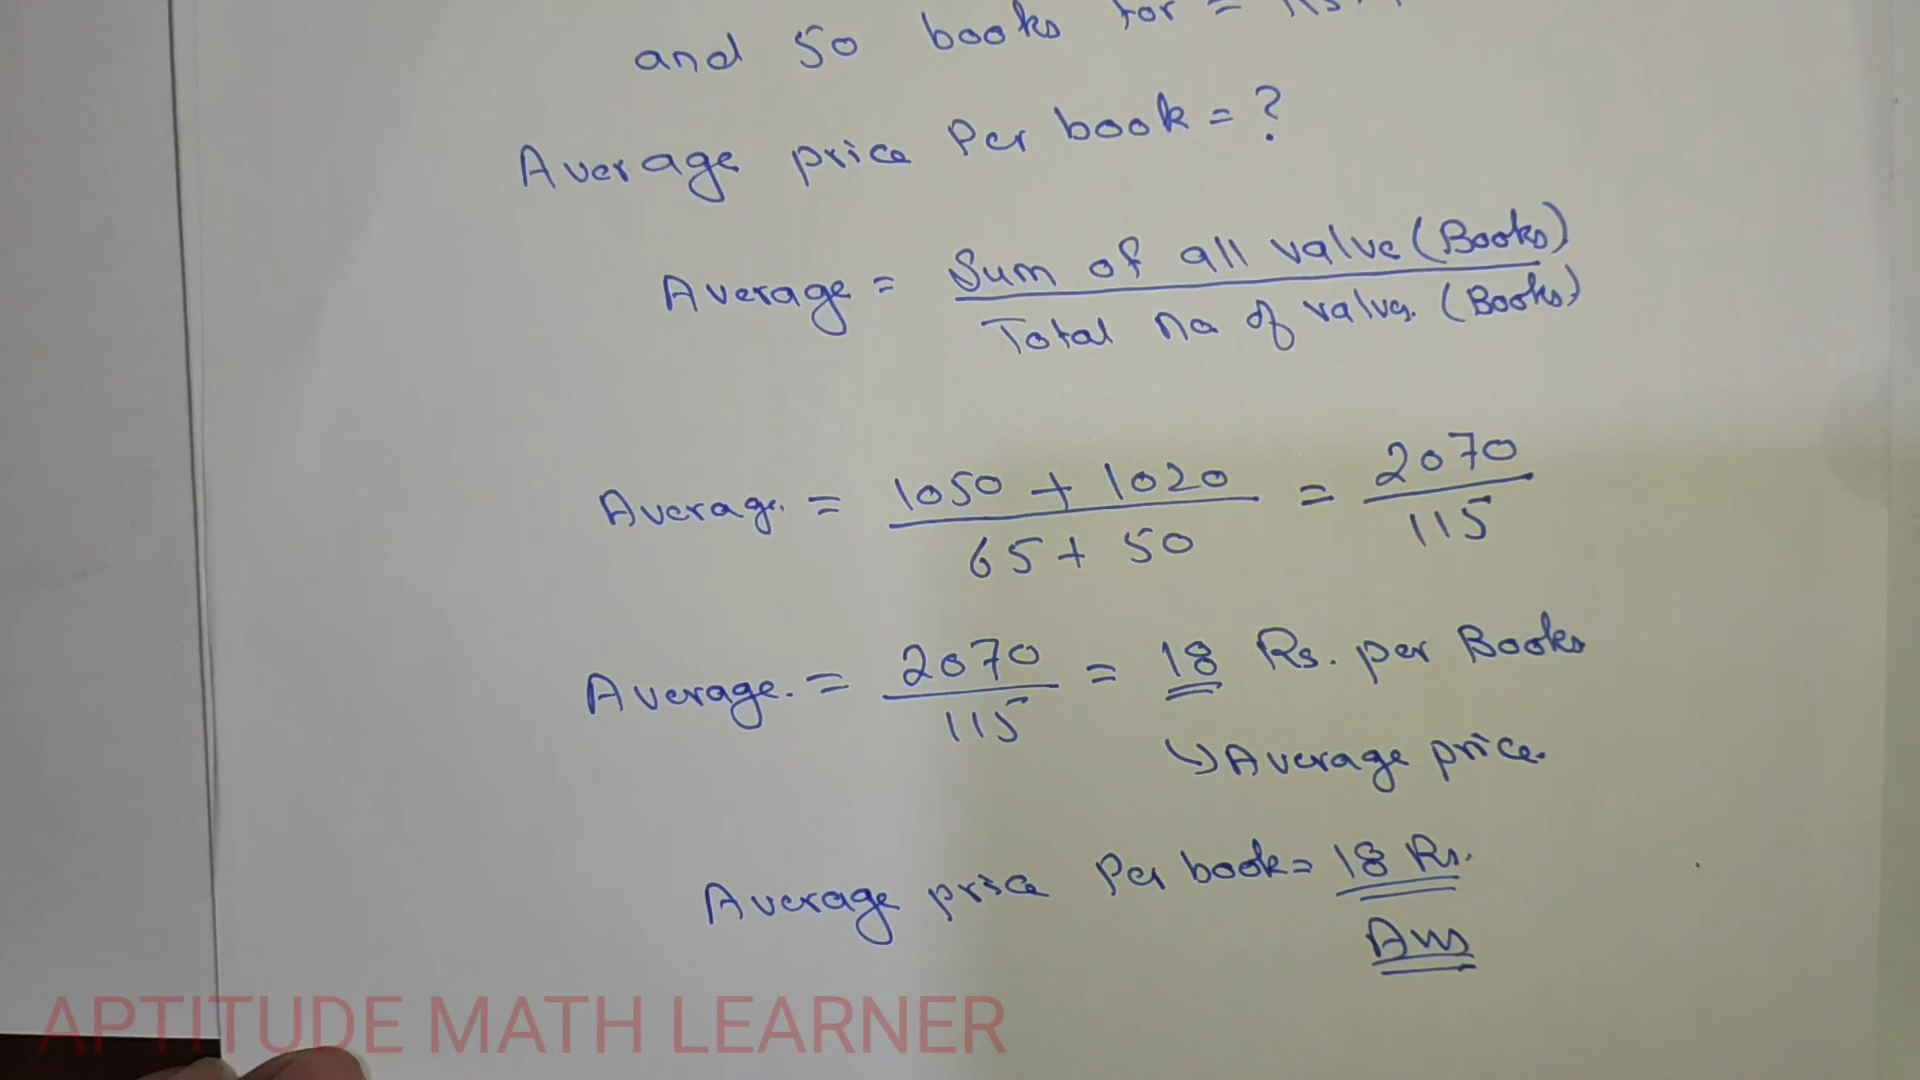 and 50 books for = Rs.
Average price Per book = ?
Average = Sum of all value (Books)
Total no of value. (Books)
Average = 1050 + 1020 = 2070
65 + 50 115
Average. = 2070 = 18 Rs. per Books
115
↳ Average price.
Average price Per book = 18 Rs.
Ans
APTITUDE MATH LEARNER